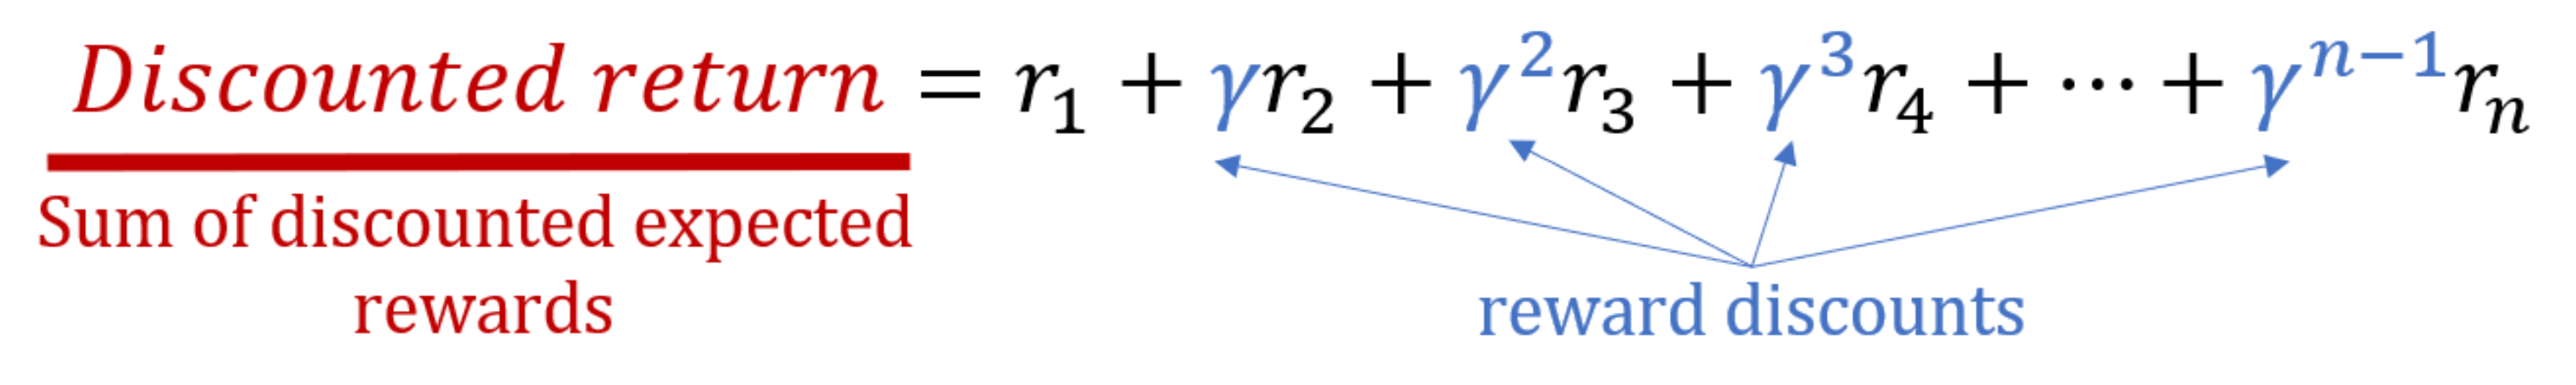 Discounted return = r₁ + γr₂ + γ²r₃ + γ³r₄ + ⋯ + γⁿ⁻¹rₙ
Sum of discounted expected
rewards
reward discounts